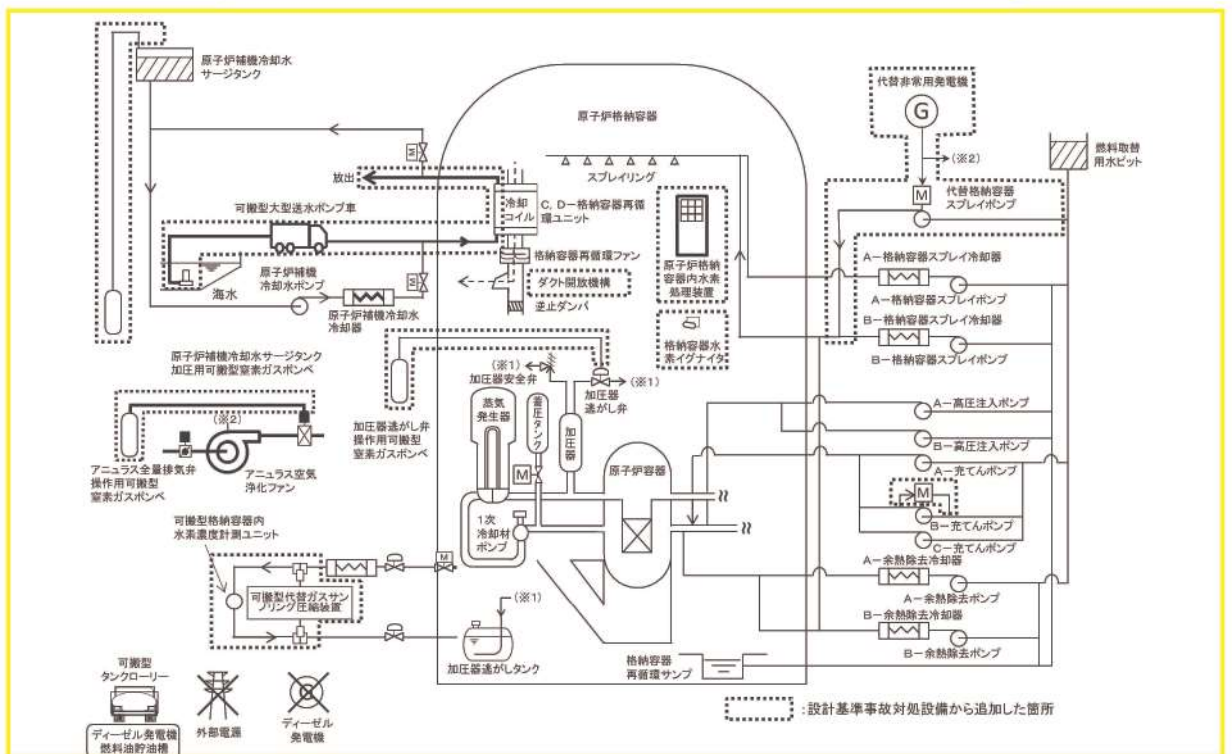 原子炉補機冷却水
サージタンク
原子炉格納容器
代替非常用発電機
G
(※2)
燃料取替
用水ピット
M
スプレイリング
放出
M
代替格納容器
スプレイポンプ
可搬型大型送水ポンプ車
冷却
コイル
C, D-格納容器再循
環ユニット
格納容器再循環ファン
原子炉格納
容器内水素
処理装置
A-格納容器スプレイ冷却器
A-格納容器スプレイポンプ
海水
原子炉補機
冷却水ポンプ
M
ダクト開放機構
逆止ダンパ
原子炉補機冷却水
冷却器
格納容器水
素イグナイタ
B-格納容器スプレイ冷却器
B-格納容器スプレイポンプ
原子炉補機冷却水サージタンク
加圧用可搬型窒素ガスボンベ
(※1)
加圧器安全弁
(※1)
加圧器
逃がし弁
蒸気
発生器
蓄圧タンク
加圧器
原子炉容器
A-高圧注入ポンプ
B-高圧注入ポンプ
A-充てんポンプ
M
B-充てんポンプ
C-充てんポンプ
(※2)
アニュラス全量排気弁
操作用可搬型
窒素ガスボンベ
アニュラス空気
浄化ファン
加圧器逃がし弁
操作用可搬型
窒素ガスボンベ
M
1次
冷却材
ポンプ
可搬型格納容器内
水素濃度計測ユニット
M
可搬型代替ガスサン
プリング圧縮装置
(※1)
加圧器逃がしタンク
A-余熱除去冷却器
A-余熱除去ポンプ
B-余熱除去冷却器
B-余熱除去ポンプ
格納容器
再循環サンプ
可搬型
タンクローリー
ディーゼル発電機
燃料油貯油槽
外部電源
ディーゼル
発電機
:設計基準事故対処設備から追加した箇所